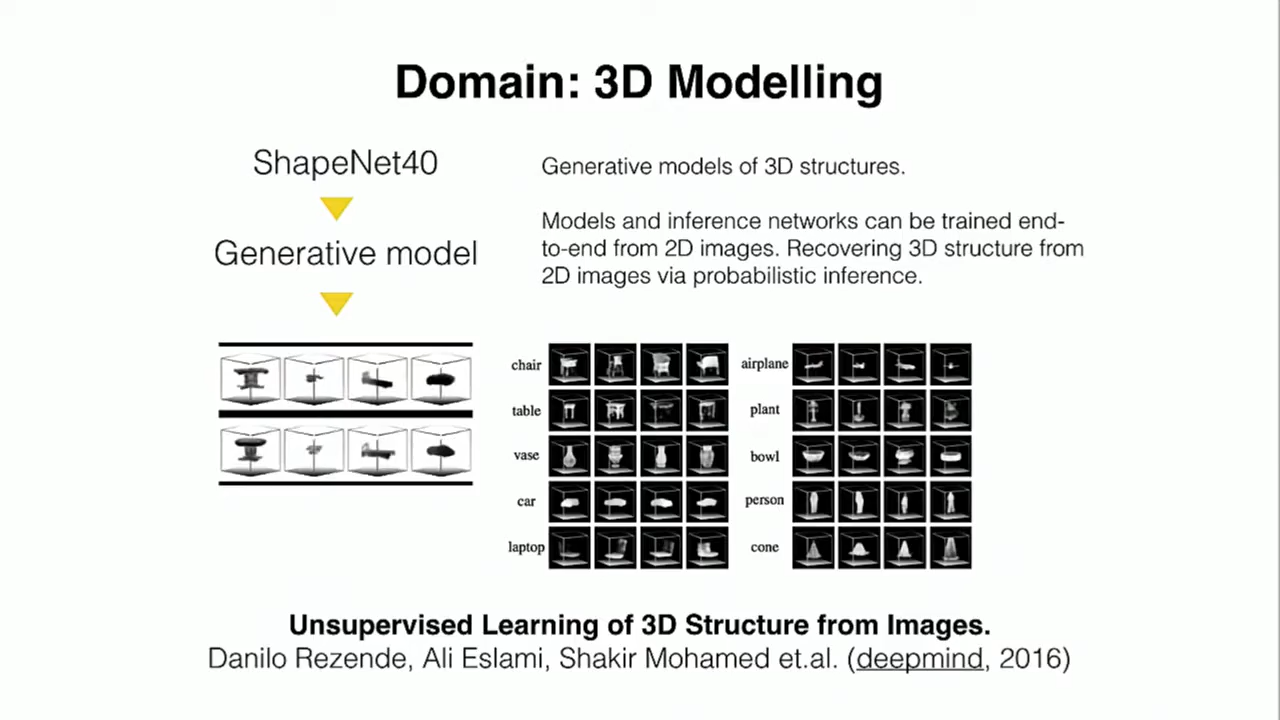 Domain: 3D Modelling
ShapeNet40
Generative model
Generative models of 3D structures.
Models and inference networks can be trained end-
to-end from 2D images. Recovering 3D structure from
2D images via probabilistic inference.
chair
table
vase
car
laptop
airplane
plant
bowl
person
cone
Unsupervised Learning of 3D Structure from Images.
Danilo Rezende, Ali Eslami, Shakir Mohamed et.al. (deepmind, 2016)